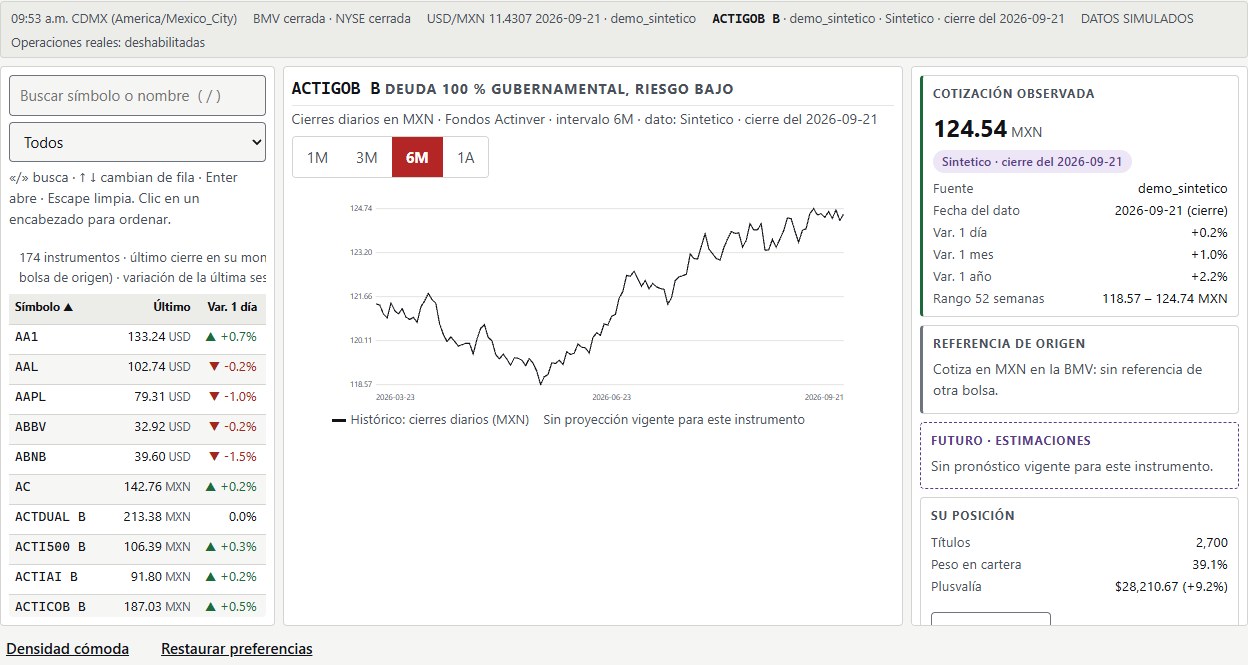 09:53 a.m. CDMX (America/Mexico_City) BMV cerrada · NYSE cerrada USD/MXN 11.4307 2026-09-21 · demo_sintetico ACTIGOB B · demo_sintetico · Sintetico · cierre del 2026-09-21 DATOS SIMULADOS
Operaciones reales: deshabilitadas
Buscar símbolo o nombre ( / )
Todos
«/» busca · ↑ ↓ cambian de fila · Enter
abre · Escape limpia. Clic en un
encabezado para ordenar.
174 instrumentos · último cierre en su mon
bolsa de origen) · variación de la última ses
Símbolo ▲ Último Var. 1 día
AA1 133.24 USD ▲ +0.7%
AAL 102.74 USD ▼ -0.2%
AAPL 79.31 USD ▼ -1.0%
ABBV 32.92 USD ▼ -0.2%
ABNB 39.60 USD ▼ -1.5%
AC 142.76 MXN ▲ +0.2%
ACTDUAL B 213.38 MXN 0.0%
ACTI500 B 106.39 MXN ▲ +0.3%
ACTIAI B 91.80 MXN ▲ +0.2%
ACTICOB B 187.03 MXN ▲ +0.5%
ACTIGOB B DEUDA 100 % GUBERNAMENTAL, RIESGO BAJO
Cierres diarios en MXN · Fondos Actinver · intervalo 6M · dato: Sintetico · cierre del 2026-09-21
1M 3M 6M 1A
124.74
123.20
121.66
120.11
118.57
2026-03-23 2026-06-23 2026-09-21
Histórico: cierres diarios (MXN) Sin proyección vigente para este instrumento
COTIZACIÓN OBSERVADA
124.54 MXN
Sintetico · cierre del 2026-09-21
Fuente demo_sintetico
Fecha del dato 2026-09-21 (cierre)
Var. 1 día +0.2%
Var. 1 mes +1.0%
Var. 1 año +2.2%
Rango 52 semanas 118.57 – 124.74 MXN
REFERENCIA DE ORIGEN
Cotiza en MXN en la BMV: sin referencia de
otra bolsa.
FUTURO · ESTIMACIONES
Sin pronóstico vigente para este instrumento.
SU POSICIÓN
Títulos 2,700
Peso en cartera 39.1%
Plusvalía $28,210.67 (+9.2%)
Densidad cómoda Restaurar preferencias